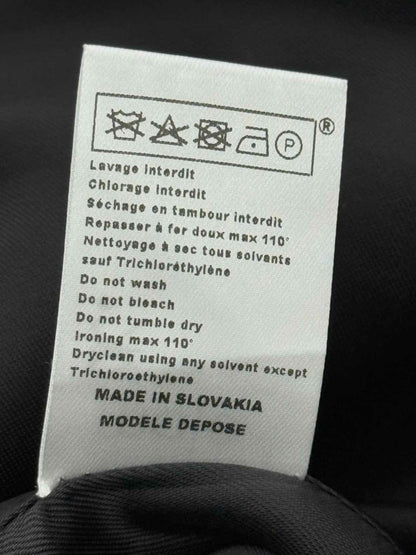 P ®
Lavage interdit
Chlorage interdit
Séchage en tambour interdit
Repasser à fer doux max 110°
Nettoyage à sec tous solvants
sauf Trichloréthylène
Do not wash
Do not bleach
Do not tumble dry
Ironing max 110°
Dryclean using any solvent except
Trichloroethylene
MADE IN SLOVAKIA
MODELE DEPOSE